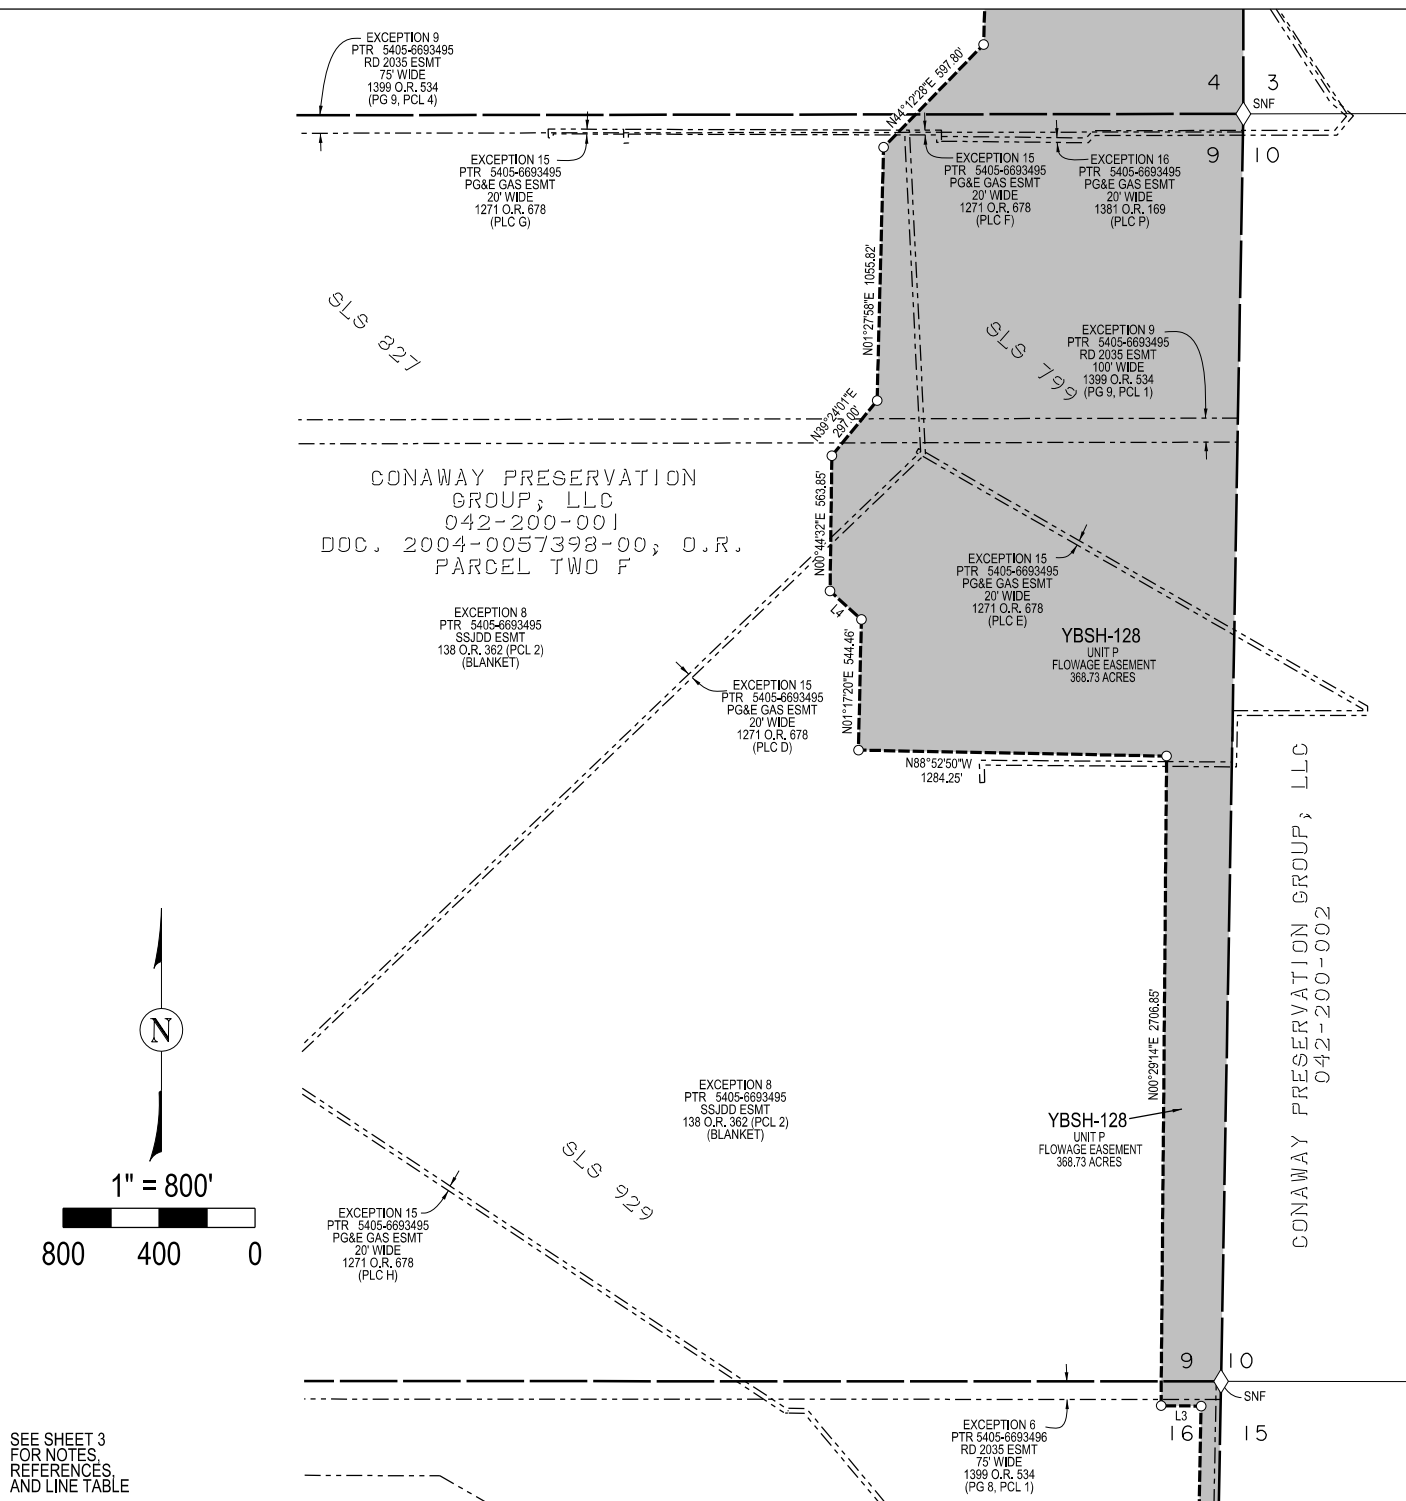 EXCEPTION 9
PTR 5405-6693495
RD 2035 ESMT
75' WIDE
1399 O.R. 534
(PG 9, PCL 4)
N44°12'28"E 597.80'
4 3
SNF
9 10
EXCEPTION 15
PTR 5405-6693495
PG&E GAS ESMT
20' WIDE
1271 O.R. 678
(PLC G)
EXCEPTION 15
PTR 5405-6693495
PG&E GAS ESMT
20' WIDE
1271 O.R. 678
(PLC F)
EXCEPTION 16
PTR 5405-6693495
PG&E GAS ESMT
20' WIDE
1381 O.R. 169
(PLC P)
N01°27'58"E 1055.82'
SLS 827
SLS 799
EXCEPTION 9
PTR 5405-6693495
RD 2035 ESMT
100' WIDE
1399 O.R. 534
(PG 9, PCL 1)
N39°24'01"E
297.00'
CONAWAY PRESERVATION
GROUP, LLC
042-200-001
DOC. 2004-0057398-00, O.R.
PARCEL TWO F
N00°44'32"E 563.85'
EXCEPTION 15
PTR 5405-6693495
PG&E GAS ESMT
20' WIDE
1271 O.R. 678
(PLC E)
L4
EXCEPTION 8
PTR 5405-6693495
SSJDD ESMT
138 O.R. 362 (PCL 2)
(BLANKET)
YBSH-128
UNIT P
FLOWAGE EASEMENT
368.73 ACRES
N01°17'20"E 544.46'
EXCEPTION 15
PTR 5405-6693495
PG&E GAS ESMT
20' WIDE
1271 O.R. 678
(PLC D)
N88°52'50"W
1284.25'
CONAWAY PRESERVATION GROUP, LLC
042-200-002
N00°29'14"E 2706.85'
N
EXCEPTION 8
PTR 5405-6693495
SSJDD ESMT
138 O.R. 362 (PCL 2)
(BLANKET)
YBSH-128
UNIT P
FLOWAGE EASEMENT
368.73 ACRES
SLS 929
1" = 800'
800 400 0
EXCEPTION 15
PTR 5405-6693495
PG&E GAS ESMT
20' WIDE
1271 O.R. 678
(PLC H)
9 10
SNF
L3
16 15
EXCEPTION 6
PTR 5405-6693496
RD 2035 ESMT
75' WIDE
1399 O.R. 534
(PG 8, PCL 1)
SEE SHEET 3
FOR NOTES,
REFERENCES,
AND LINE TABLE